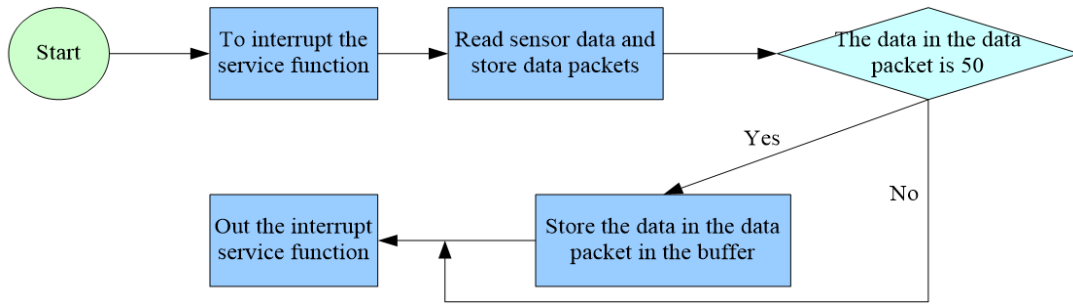 Start
To interrupt the
service function
Read sensor data and
store data packets
The data in the data
packet is 50
Yes
No
Out the interrupt
service function
Store the data in the data
packet in the buffer